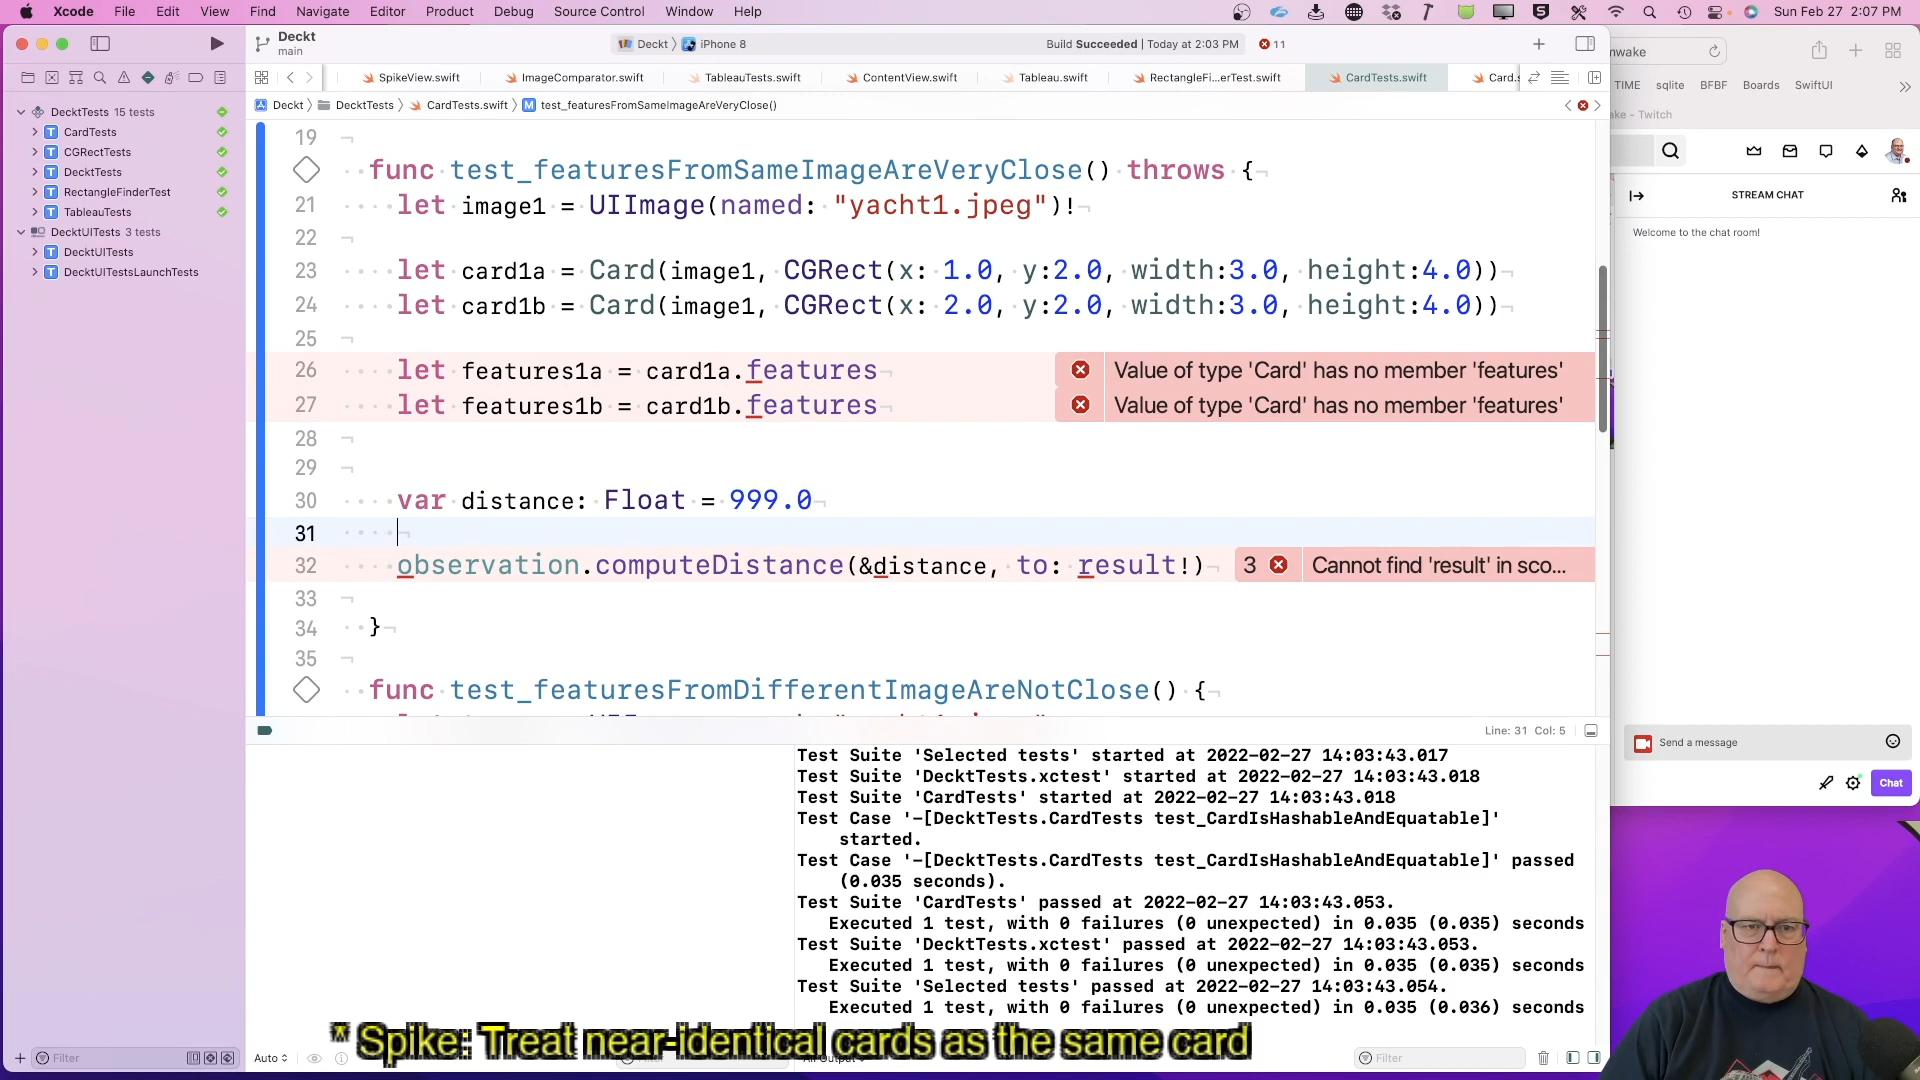 Xcode File Edit View Find Navigate Editor Product Debug Source Control Window Help
Sun Feb 27 2:07 PM
Deckt
main
Deckt
iPhone 8
Build Succeeded | Today at 2:03 PM
11
nwake
SpikeView.swift
ImageComparator.swift
TableauTests.swift
ContentView.swift
Tableau.swift
RectangleFi...erTest.swift
CardTests.swift
Card.s
TIME sqlite BFBF Boards SwiftUI
Deckt
DecktTests
CardTests.swift
M test_featuresFromSameImageAreVeryClose()
ake - Twitch
DecktTests 15 tests
T CardTests
T CGRectTests
T DecktTests
T RectangleFinderTest
T TableauTests
DecktUITests 3 tests
T DecktUITests
T DecktUITestsLaunchTests
19
func test_featuresFromSameImageAreVeryClose() throws {
21 let image1 = UIImage(named: "yacht1.jpeg")!
22
23 let card1a = Card(image1, CGRect(x: 1.0, y:2.0, width:3.0, height:4.0))
24 let card1b = Card(image1, CGRect(x: 2.0, y:2.0, width:3.0, height:4.0))
25
26 let features1a = card1a.features Value of type 'Card' has no member 'features'
27 let features1b = card1b.features Value of type 'Card' has no member 'features'
28
29
30 var distance: Float = 999.0
31
32 observation.computeDistance(&distance, to: result!) 3 Cannot find 'result' in sco...
33
34 }
35
func test_featuresFromDifferentImageAreNotClose() {
Line: 31 Col: 5
Test Suite 'Selected tests' started at 2022-02-27 14:03:43.017
Test Suite 'DecktTests.xctest' started at 2022-02-27 14:03:43.018
Test Suite 'CardTests' started at 2022-02-27 14:03:43.018
Test Case '-[DecktTests.CardTests test_CardIsHashableAndEquatable]'
started.
Test Case '-[DecktTests.CardTests test_CardIsHashableAndEquatable]' passed
(0.035 seconds).
Test Suite 'CardTests' passed at 2022-02-27 14:03:43.053.
Executed 1 test, with 0 failures (0 unexpected) in 0.035 (0.035) seconds
Test Suite 'DecktTests.xctest' passed at 2022-02-27 14:03:43.053.
Executed 1 test, with 0 failures (0 unexpected) in 0.035 (0.035) seconds
Test Suite 'Selected tests' passed at 2022-02-27 14:03:43.054.
Executed 1 test, with 0 failures (0 unexpected) in 0.035 (0.036) seconds
* Spike: Treat near-identical cards as the same card
Filter
Auto
Filter
STREAM CHAT
Welcome to the chat room!
Send a message
Chat